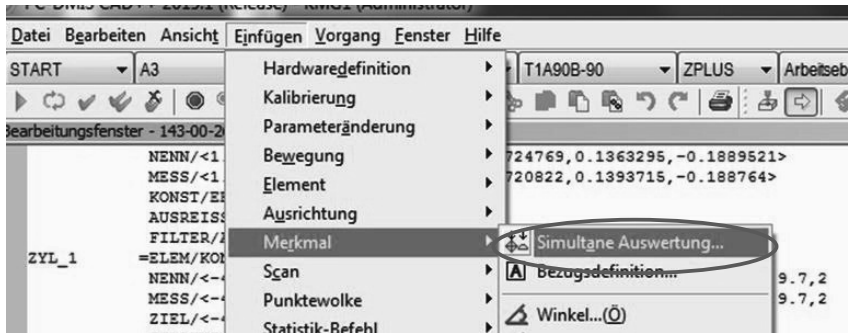 PC-DMIS CAD++ 2015.1 (Release) - KMG1 (Administrator)
Datei Bearbeiten Ansicht Einfügen Vorgang Fenster Hilfe
START A3 T1A90B-90 ZPLUS Arbeitseb
Bearbeitungsfenster - 143-00-2
Hardwaredefinition
Kalibrierung
Parameteränderung
Bewegung
Element
Ausrichtung
Merkmal
Scan
Punktewolke
Statistik-Befehl
Simultane Auswertung...
A Bezugsdefinition...
Winkel...(Ö)
NENN/<1. 724769,0.1363295,-0.1889521>
MESS/<1. 720822,0.1393715,-0.188764>
KONST/
AUSREISS
FILTER/
ZYL_1 =ELEM/KON
NENN/<- 9.7,2
MESS/<- 9.7,2
ZIEL/<-